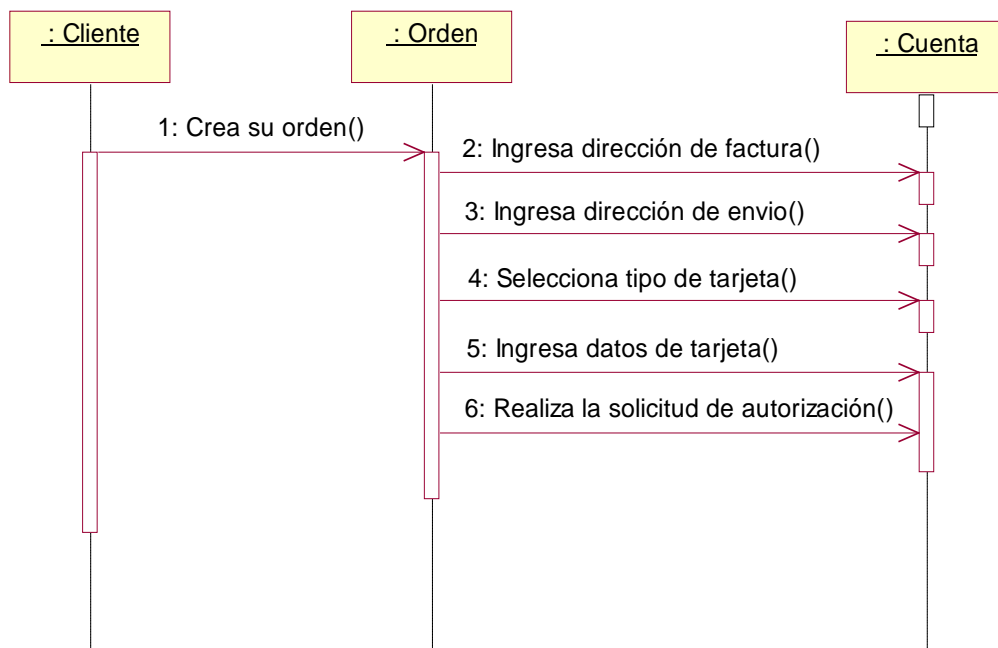 : Cliente
: Orden
: Cuenta
1: Crea su orden()
2: Ingresa dirección de factura()
3: Ingresa dirección de envio()
4: Selecciona tipo de tarjeta()
5: Ingresa datos de tarjeta()
6: Realiza la solicitud de autorización()